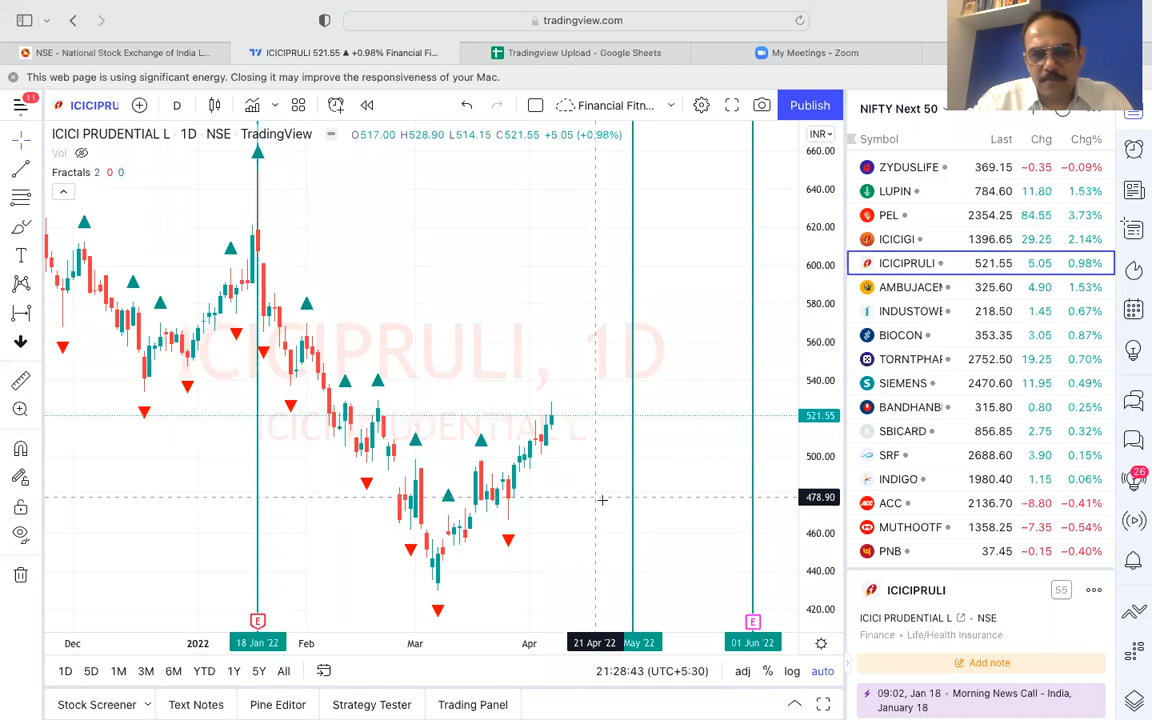 tradingview.com
NSE - National Stock Exchange of India L...
ICICIPRULI 521.55 ▲ +0.98% Financial Fi...
Tradingview Upload - Google Sheets
My Meetings - Zoom
This web page is using significant energy. Closing it may improve the responsiveness of your Mac.
11
ICICIPRU
D
Financial Fitn...
Publish
ICICI PRUDENTIAL L · 1D · NSE · TradingView
O517.00 H528.90 L514.15 C521.55 +5.05 (+0.98%)
INR
Vol
Fractals 2 0 0
ICICIPRULI, 1D
ICICI PRUDENTIAL L
660.00
640.00
620.00
600.00
580.00
560.00
540.00
521.55
500.00
478.90
460.00
440.00
420.00
E
E
Dec
2022
18 Jan '22
Feb
Mar
Apr
21 Apr '22
May '22
01 Jun '22
1D 5D 1M 3M 6M YTD 1Y 5Y All
21:28:43 (UTC+5:30)
adj % log auto
Stock Screener
Text Notes
Pine Editor
Strategy Tester
Trading Panel
NIFTY Next 50
Symbol Last Chg Chg%
ZYDUSLIFE 369.15 −0.35 −0.09%
LUPIN 784.60 11.80 1.53%
PEL 2354.25 84.55 3.73%
ICICIGI 1396.65 29.25 2.14%
ICICIPRULI 521.55 5.05 0.98%
AMBUJACEM 325.60 4.90 1.53%
INDUSTOWE 218.50 1.45 0.67%
BIOCON 353.35 3.05 0.87%
TORNTPHAR 2752.50 19.25 0.70%
SIEMENS 2470.60 11.95 0.49%
BANDHANB 315.80 0.80 0.25%
SBICARD 856.85 2.75 0.32%
SRF 2688.60 3.90 0.15%
INDIGO 1980.40 1.15 0.06%
ACC 2136.70 −8.80 −0.41%
MUTHOOTF 1358.25 −7.35 −0.54%
PNB 37.45 −0.15 −0.40%
26
ICICIPRULI
55
ICICI PRUDENTIAL L · NSE
Finance · Life/Health Insurance
Add note
09:02, Jan 18 · Morning News Call - India,
January 18